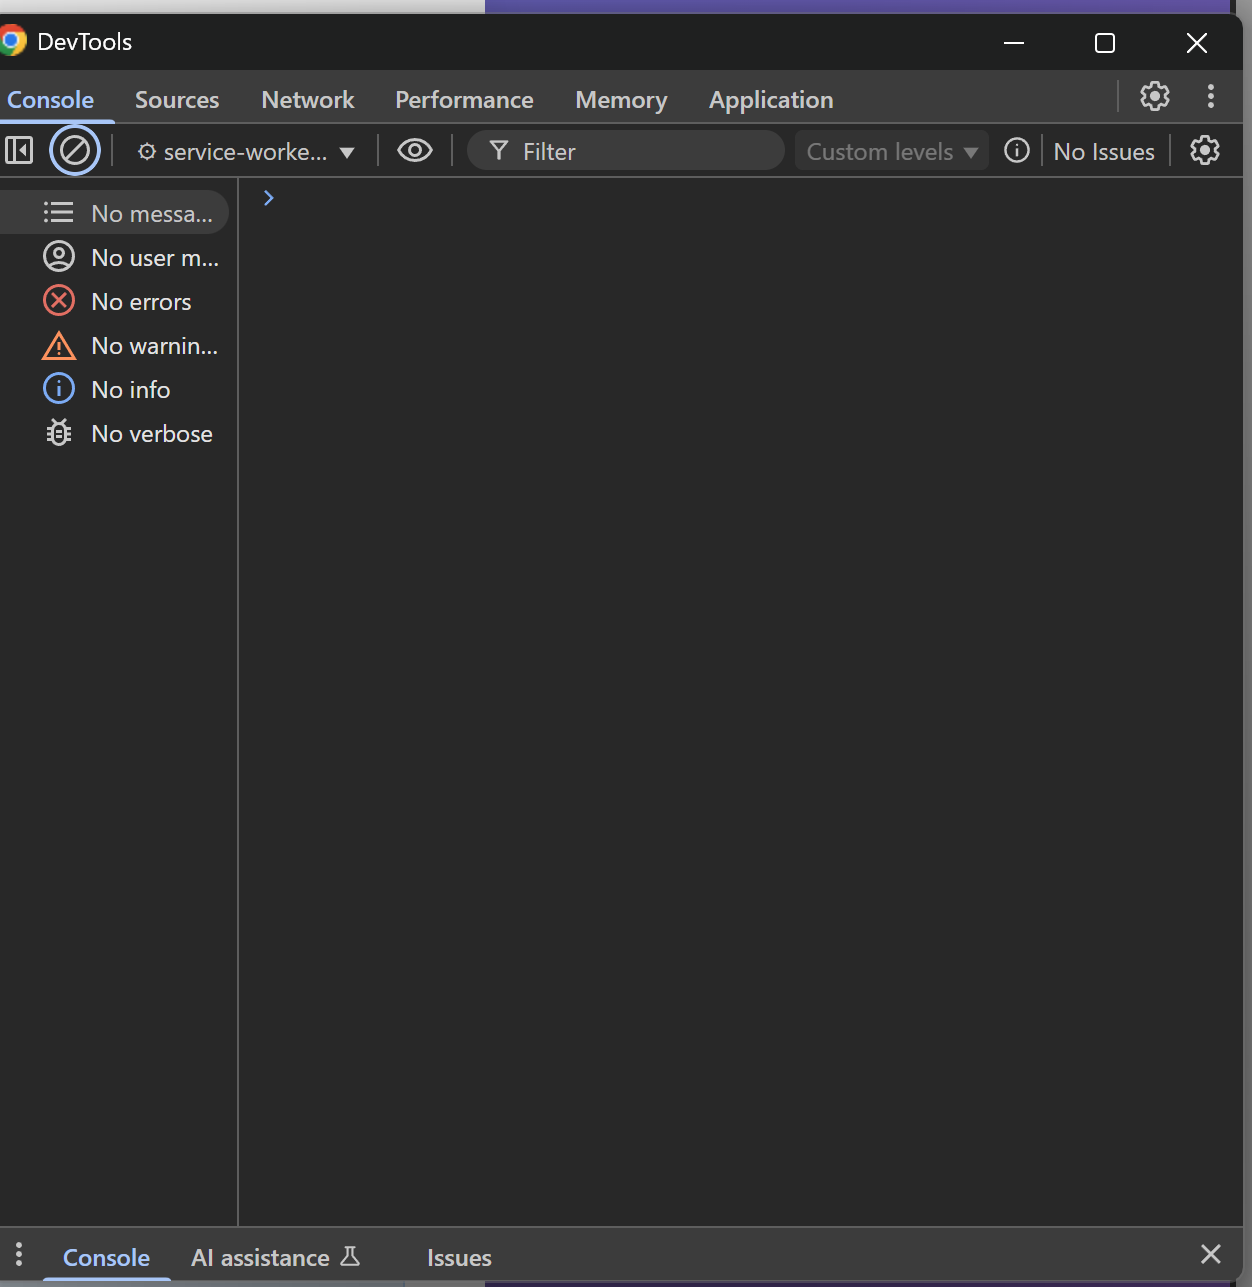 DevTools
Console Sources Network Performance Memory Application
service-worke... Filter Custom levels No Issues
No messa...
No user m...
No errors
No warnin...
No info
No verbose
Console AI assistance Issues